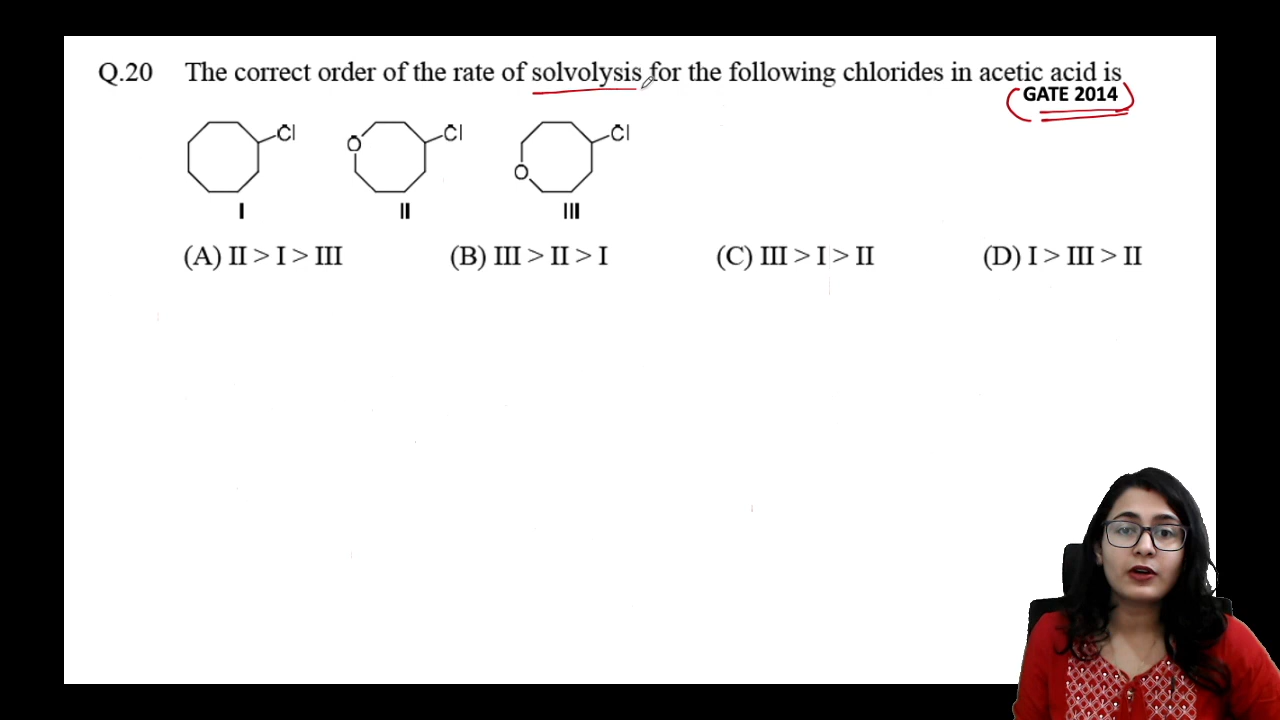 Q.20 The correct order of the rate of solvolysis for the following chlorides in acetic acid is
GATE 2014
Cl O Cl Cl
O
I II III
(A) II > I > III (B) III > II > I (C) III > I > II (D) I > III > II